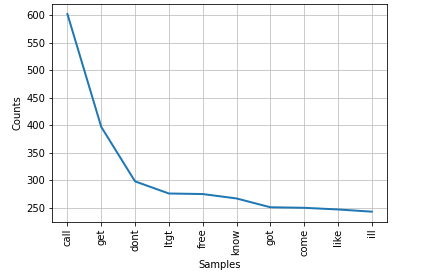 600
550
500
450
400
350
300
250
Counts
call
get
dont
ltgt
free
know
got
come
like
ill
Samples